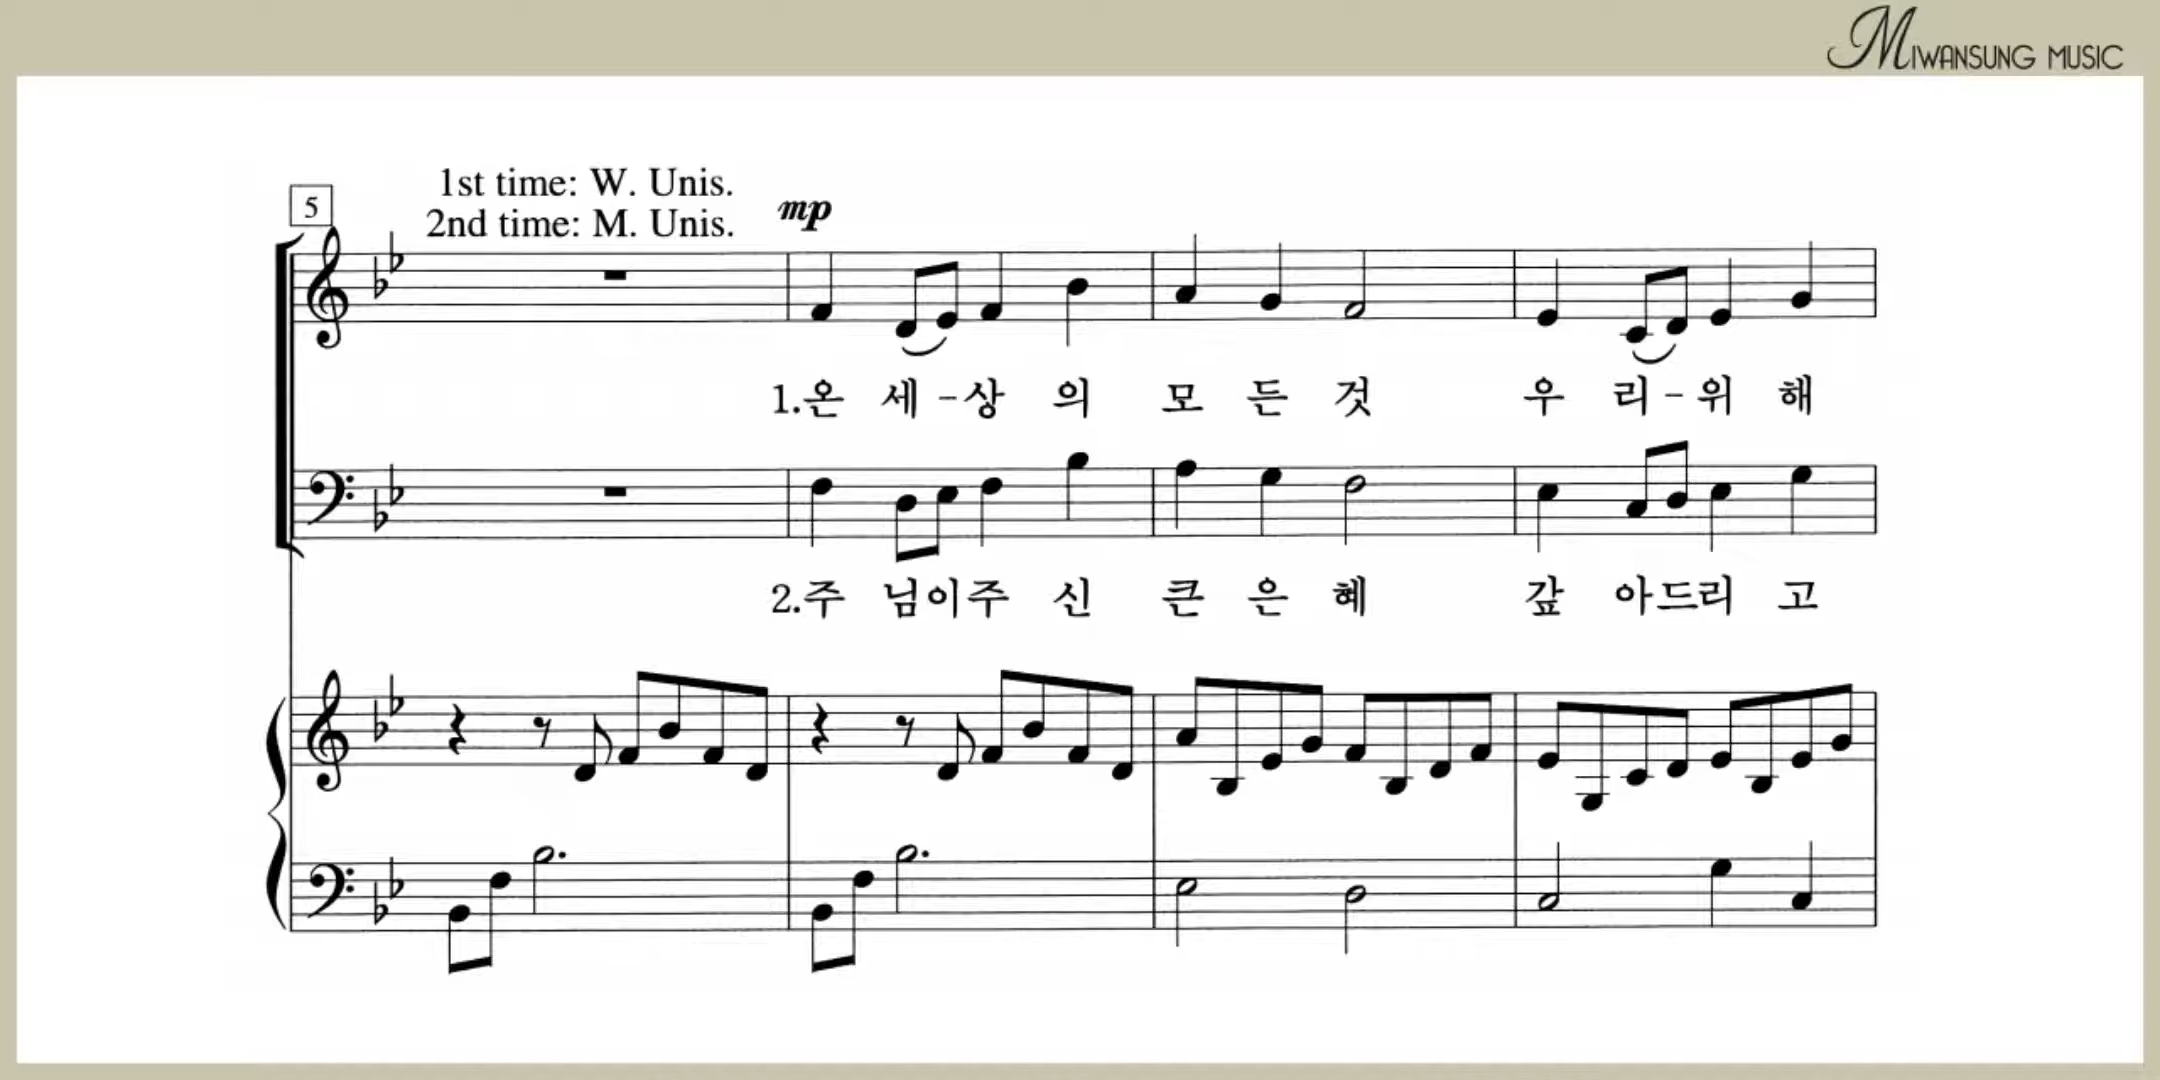 MIWANSUNG MUSIC
1st time: W. Unis.
5
2nd time: M. Unis.
mp
1.온 세 - 상 의 모 든 것 우 리 - 위 해
2.주 님이주 신 큰 은 혜 갚 아드리 고